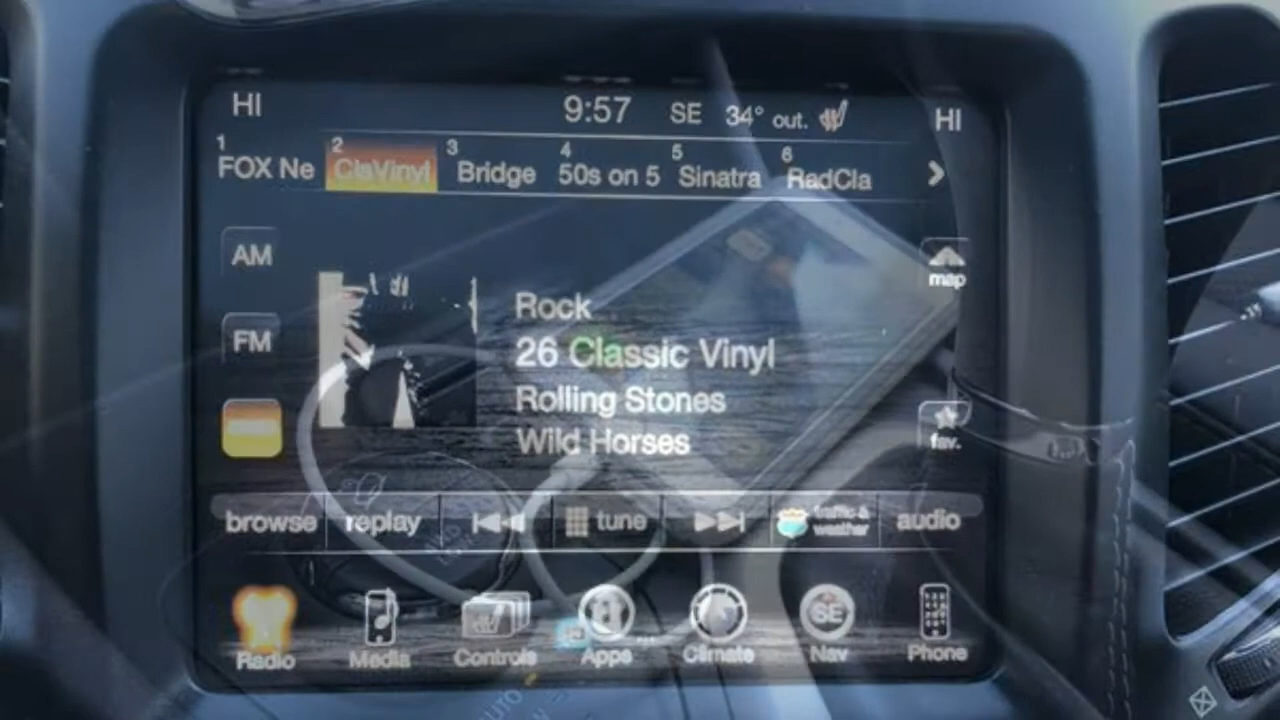 HI 9:57 SE 34° out. HI
1 2 3 4 5 6
FOX Ne ClsVinyl Bridge 50s on 5 Sinatra RadCla
AM
map
Rock
FM
26 Classic Vinyl
Rolling Stones
fav.
Wild Horses
browse replay tune traffic & weather audio
SE
Radio Media Controls Apps Climate Nav Phone